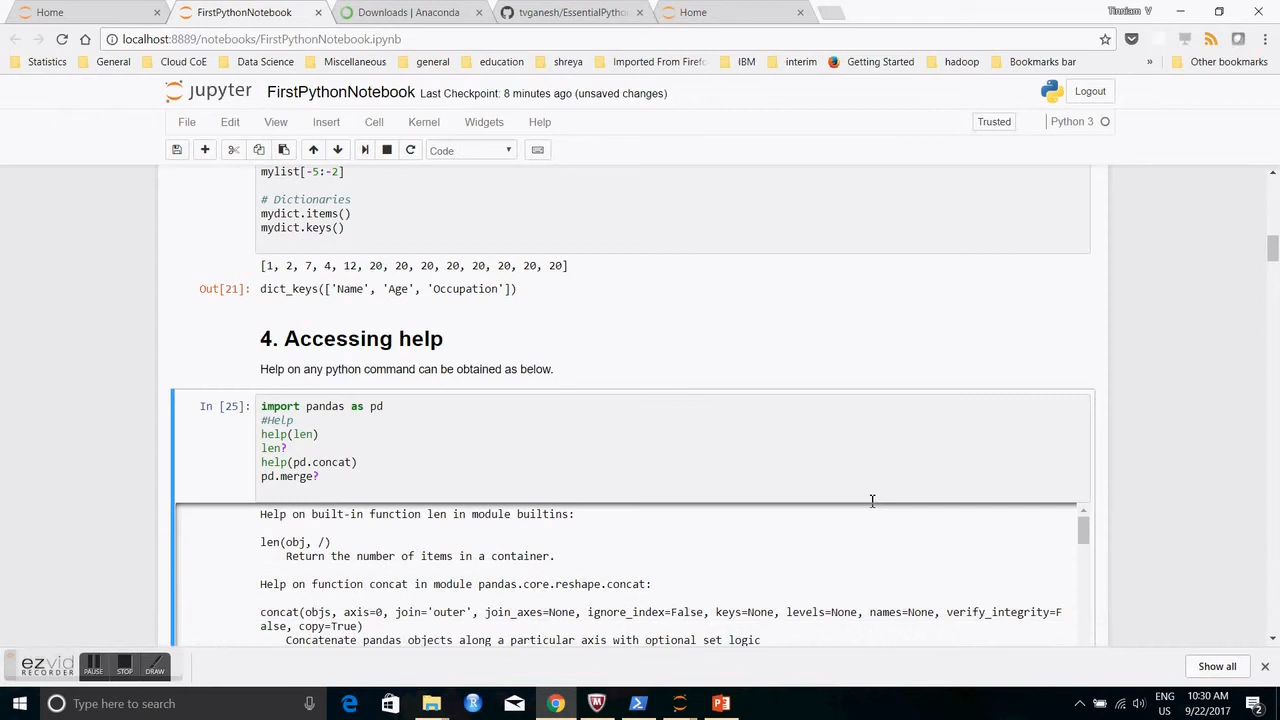 Home
FirstPythonNotebook
Downloads | Anaconda
tvganesh/EssentialPython
Home
Tinniam V
localhost:8889/notebooks/FirstPythonNotebook.ipynb
Statistics
General
Cloud CoE
Data Science
Miscellaneous
general
education
shreya
Imported From Firefo
IBM
interim
Getting Started
hadoop
Bookmarks bar
»
Other bookmarks
jupyter
FirstPythonNotebook Last Checkpoint: 8 minutes ago (unsaved changes)
Logout
File
Edit
View
Insert
Cell
Kernel
Widgets
Help
Trusted
Python 3
Code
mylist[-5:-2]
# Dictionaries
mydict.items()
mydict.keys()
[1, 2, 7, 4, 12, 20, 20, 20, 20, 20, 20, 20, 20]
Out[21]: dict_keys(['Name', 'Age', 'Occupation'])
4. Accessing help
Help on any python command can be obtained as below.
In [25]: import pandas as pd
#Help
help(len)
len?
help(pd.concat)
pd.merge?
Help on built-in function len in module builtins:
len(obj, /)
Return the number of items in a container.
Help on function concat in module pandas.core.reshape.concat:
concat(objs, axis=0, join='outer', join_axes=None, ignore_index=False, keys=None, levels=None, names=None, verify_integrity=F
alse, copy=True)
Concatenate pandas objects along a particular axis with optional set logic
ezvid
RECORDER
PAUSE
STOP
DRAW
Show all
Type here to search
ENG
US
10:30 AM
9/22/2017
2